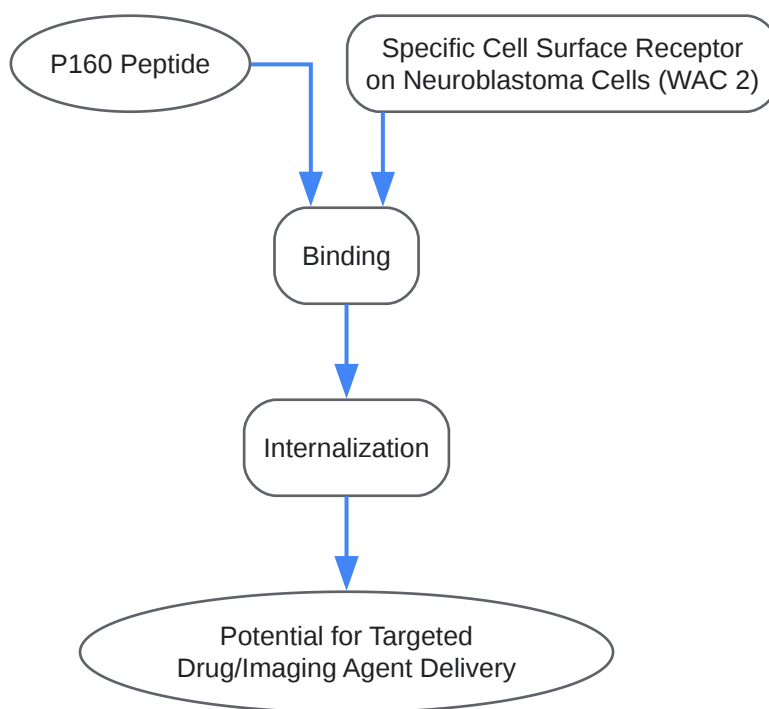 P160 Peptide
Specific Cell Surface Receptor
on Neuroblastoma Cells (WAC 2)
Binding
Internalization
Potential for Targeted
Drug/Imaging Agent Delivery